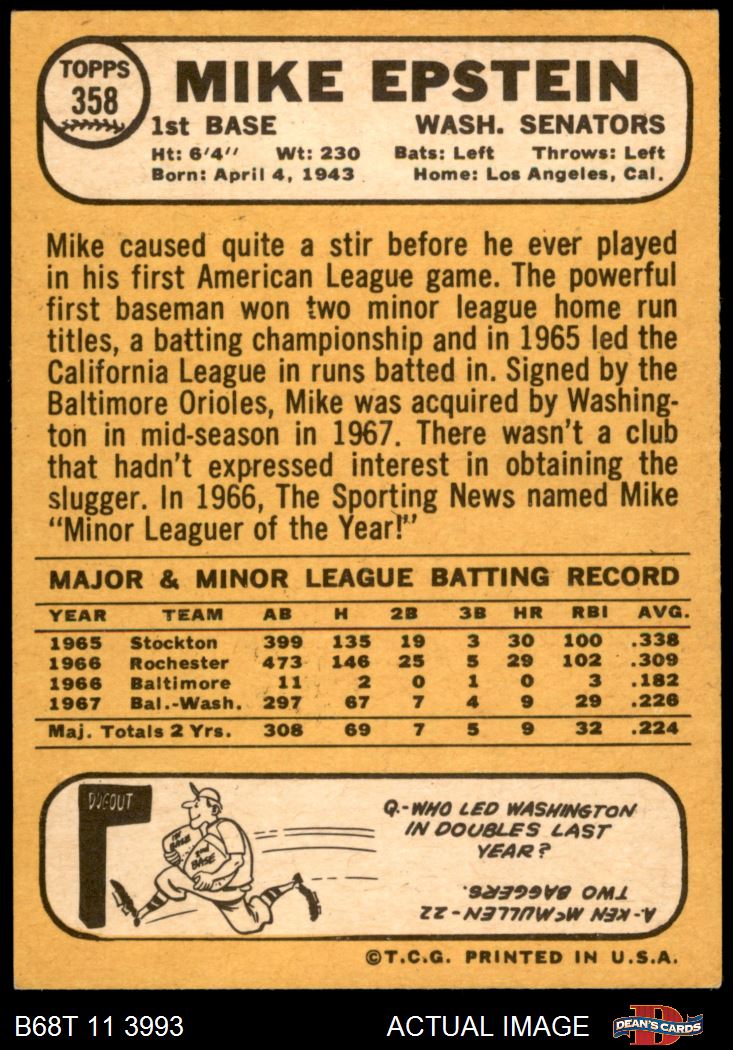 TOPPS
358
MIKE EPSTEIN
1st BASE WASH. SENATORS
Ht: 6'4" Wt: 230 Bats: Left Throws: Left
Born: April 4, 1943 Home: Los Angeles, Cal.
Mike caused quite a stir before he ever played
in his first American League game. The powerful
first baseman won two minor league home run
titles, a batting championship and in 1965 led the
California League in runs batted in. Signed by the
Baltimore Orioles, Mike was acquired by Washing-
ton in mid-season in 1967. There wasn't a club
that hadn't expressed interest in obtaining the
slugger. In 1966, The Sporting News named Mike
"Minor Leaguer of the Year!"
MAJOR & MINOR LEAGUE BATTING RECORD
YEAR TEAM AB H 2B 3B HR RBI AVG.
1965 Stockton 399 135 19 3 30 100 .338
1966 Rochester 473 146 25 5 29 102 .309
1966 Baltimore 11 2 0 1 0 3 .182
1967 Bal.-Wash. 297 67 7 4 9 29 .226
Maj. Totals 2 Yrs. 308 69 7 5 9 32 .224
DUGOUT
1st BASE
2nd BASE
Q.-WHO LED WASHINGTON
IN DOUBLES LAST
YEAR?
A-KEN McMULLEN-22
TWO BAGGERS.
©T.C.G. PRINTED IN U.S.A.
B68T 11 3993 ACTUAL IMAGE
D
DEAN'S CARDS